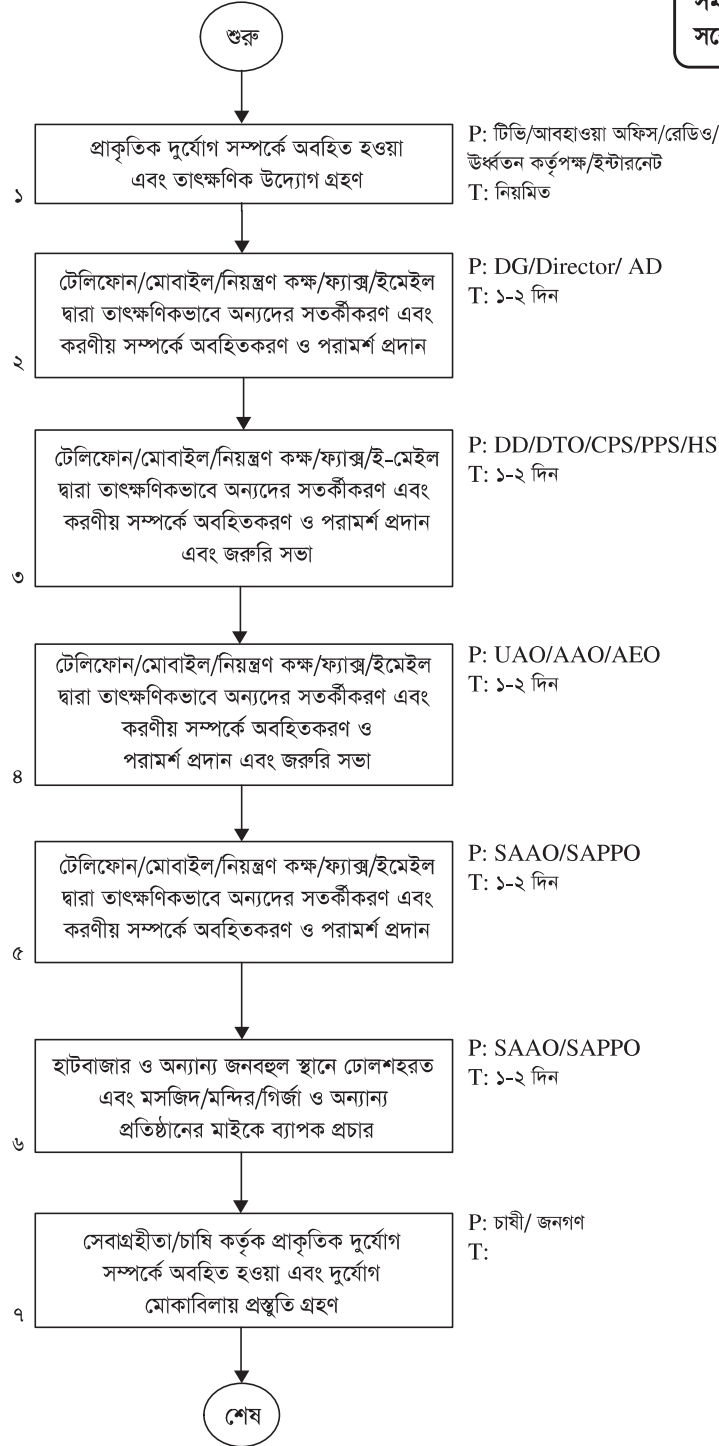 শুরু
প্রাকৃতিক দুর্যোগ সম্পর্কে অবহিত হওয়া
এবং তাৎক্ষণিক উদ্যোগ গ্রহণ
১
P: টিভি/আবহাওয়া অফিস/রেডিও/
ঊর্ধ্বতন কর্তৃপক্ষ/ইন্টারনেট
T: নিয়মিত
টেলিফোন/মোবাইল/নিয়ন্ত্রণ কক্ষ/ফ্যাক্স/ইমেইল
দ্বারা তাৎক্ষণিকভাবে অন্যদের সতর্কীকরণ এবং
করণীয় সম্পর্কে অবহিতকরণ ও পরামর্শ প্রদান
২
P: DG/Director/ AD
T: ১-২ দিন
টেলিফোন/মোবাইল/নিয়ন্ত্রণ কক্ষ/ফ্যাক্স/ই-মেইল
দ্বারা তাৎক্ষণিকভাবে অন্যদের সতর্কীকরণ এবং
করণীয় সম্পর্কে অবহিতকরণ ও পরামর্শ প্রদান
এবং জরুরি সভা
৩
P: DD/DTO/CPS/PPS/HS
T: ১-২ দিন
টেলিফোন/মোবাইল/নিয়ন্ত্রণ কক্ষ/ফ্যাক্স/ইমেইল
দ্বারা তাৎক্ষণিকভাবে অন্যদের সতর্কীকরণ এবং
করণীয় সম্পর্কে অবহিতকরণ ও
পরামর্শ প্রদান এবং জরুরি সভা
৪
P: UAO/AAO/AEO
T: ১-২ দিন
টেলিফোন/মোবাইল/নিয়ন্ত্রণ কক্ষ/ফ্যাক্স/ইমেইল
দ্বারা তাৎক্ষণিকভাবে অন্যদের সতর্কীকরণ এবং
করণীয় সম্পর্কে অবহিতকরণ ও পরামর্শ প্রদান
৫
P: SAAO/SAPPO
T: ১-২ দিন
হাটবাজার ও অন্যান্য জনবহুল স্থানে ঢোলশহরত
এবং মসজিদ/মন্দির/গির্জা ও অন্যান্য
প্রতিষ্ঠানের মাইকে ব্যাপক প্রচার
৬
P: SAAO/SAPPO
T: ১-২ দিন
সেবাগ্রহীতা/চাষি কর্তৃক প্রাকৃতিক দুর্যোগ
সম্পর্কে অবহিত হওয়া এবং দুর্যোগ
মোকাবিলায় প্রস্তুতি গ্রহণ
৭
P: চাষী/ জনগণ
T:
শেষ